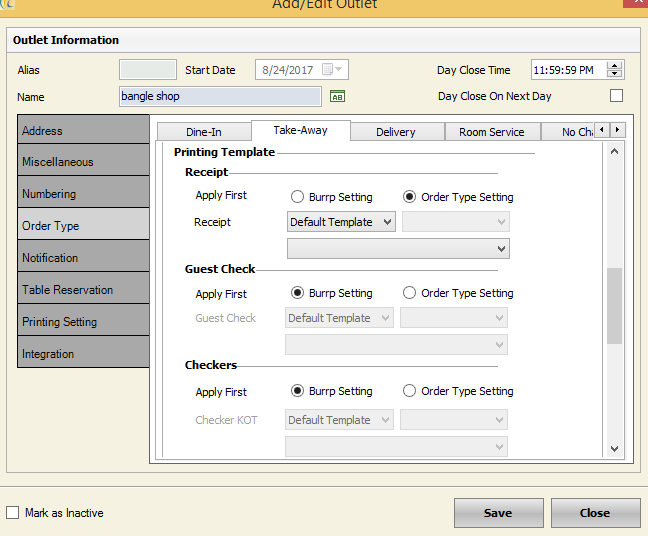 Add/Edit Outlet
Outlet Information
Alias Start Date 8/24/2017 Day Close Time 11:59:59 PM
Name bangle shop AB Day Close On Next Day
Address
Miscellaneous
Numbering
Order Type
Notification
Table Reservation
Printing Setting
Integration
Dine-In Take-Away Delivery Room Service No Cha
Printing Template
Receipt
Apply First Burrp Setting Order Type Setting
Receipt Default Template
Guest Check
Apply First Burrp Setting Order Type Setting
Guest Check Default Template
Checkers
Apply First Burrp Setting Order Type Setting
Checker KOT Default Template
Mark as Inactive Save Close